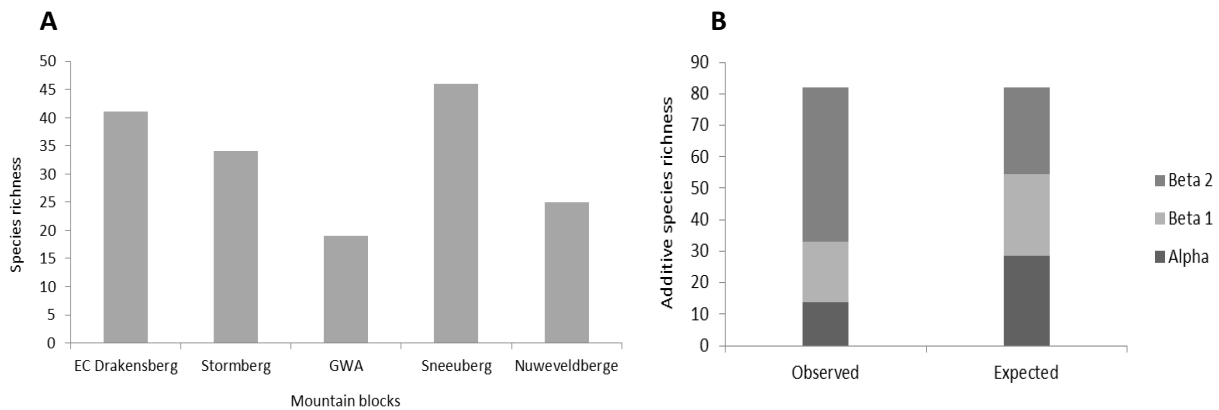 A
Species richness
50
45
40
35
30
25
20
15
10
5
0
EC Drakensberg Stormberg GWA Sneeuberg Nuweveldberge
Mountain blocks
B
Additive species richness
90
80
70
60
50
40
30
20
10
0
Observed Expected
Beta 2
Beta 1
Alpha